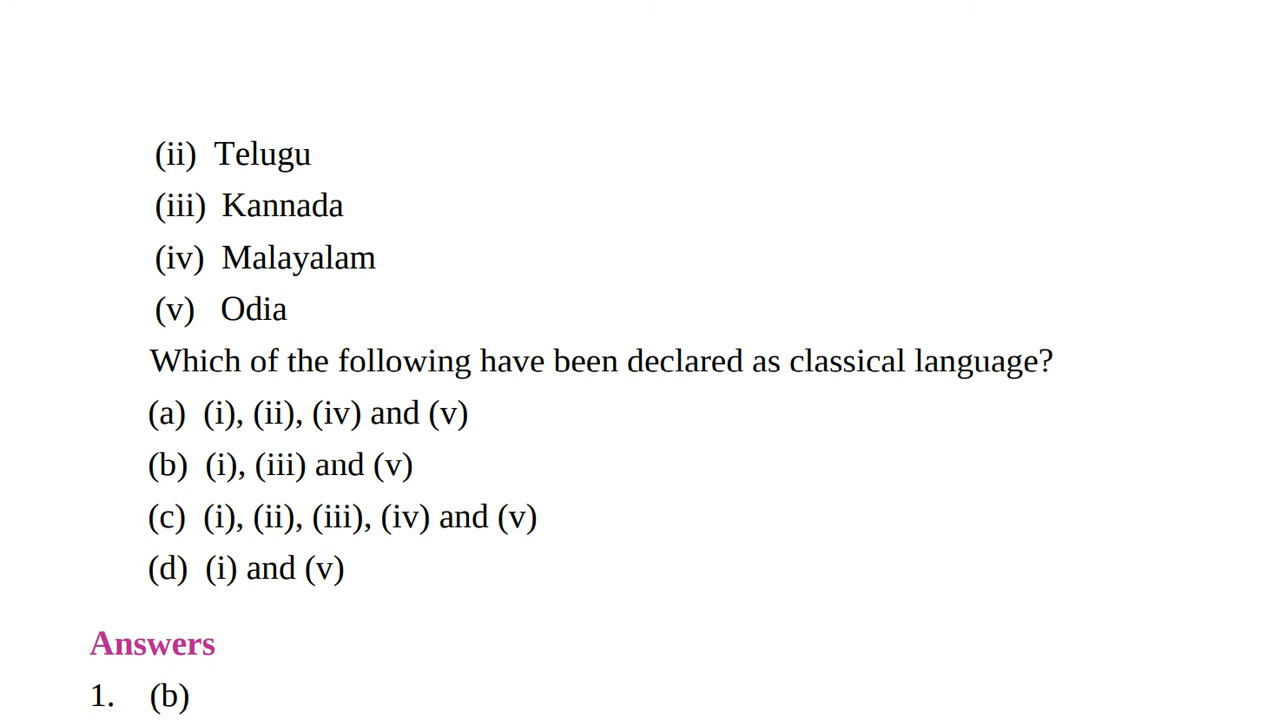 (ii) Telugu
(iii) Kannada
(iv) Malayalam
(v) Odia
Which of the following have been declared as classical language?
(a) (i), (ii), (iv) and (v)
(b) (i), (iii) and (v)
(c) (i), (ii), (iii), (iv) and (v)
(d) (i) and (v)
Answers
1. (b)